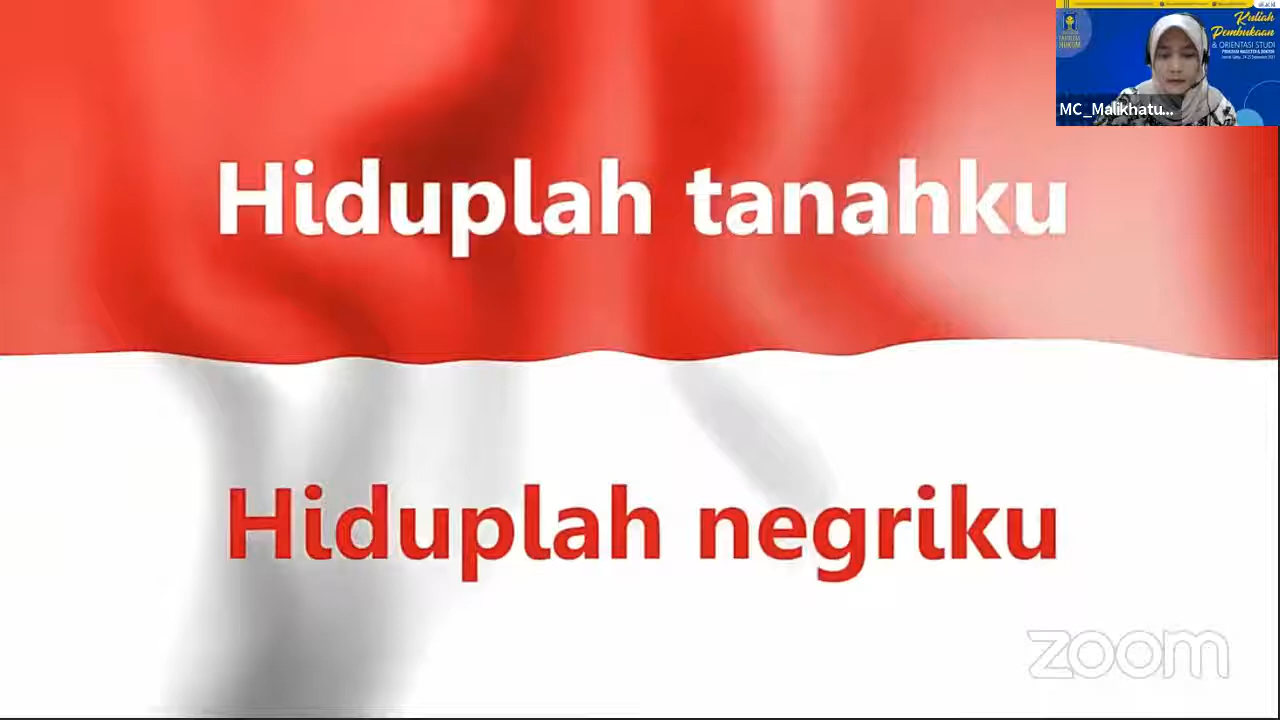 Kuliah
Pembukaan
& ORIENTASI STUDI
MC_Malikhatu...
Hiduplah tanahku
Hiduplah negriku
zoom